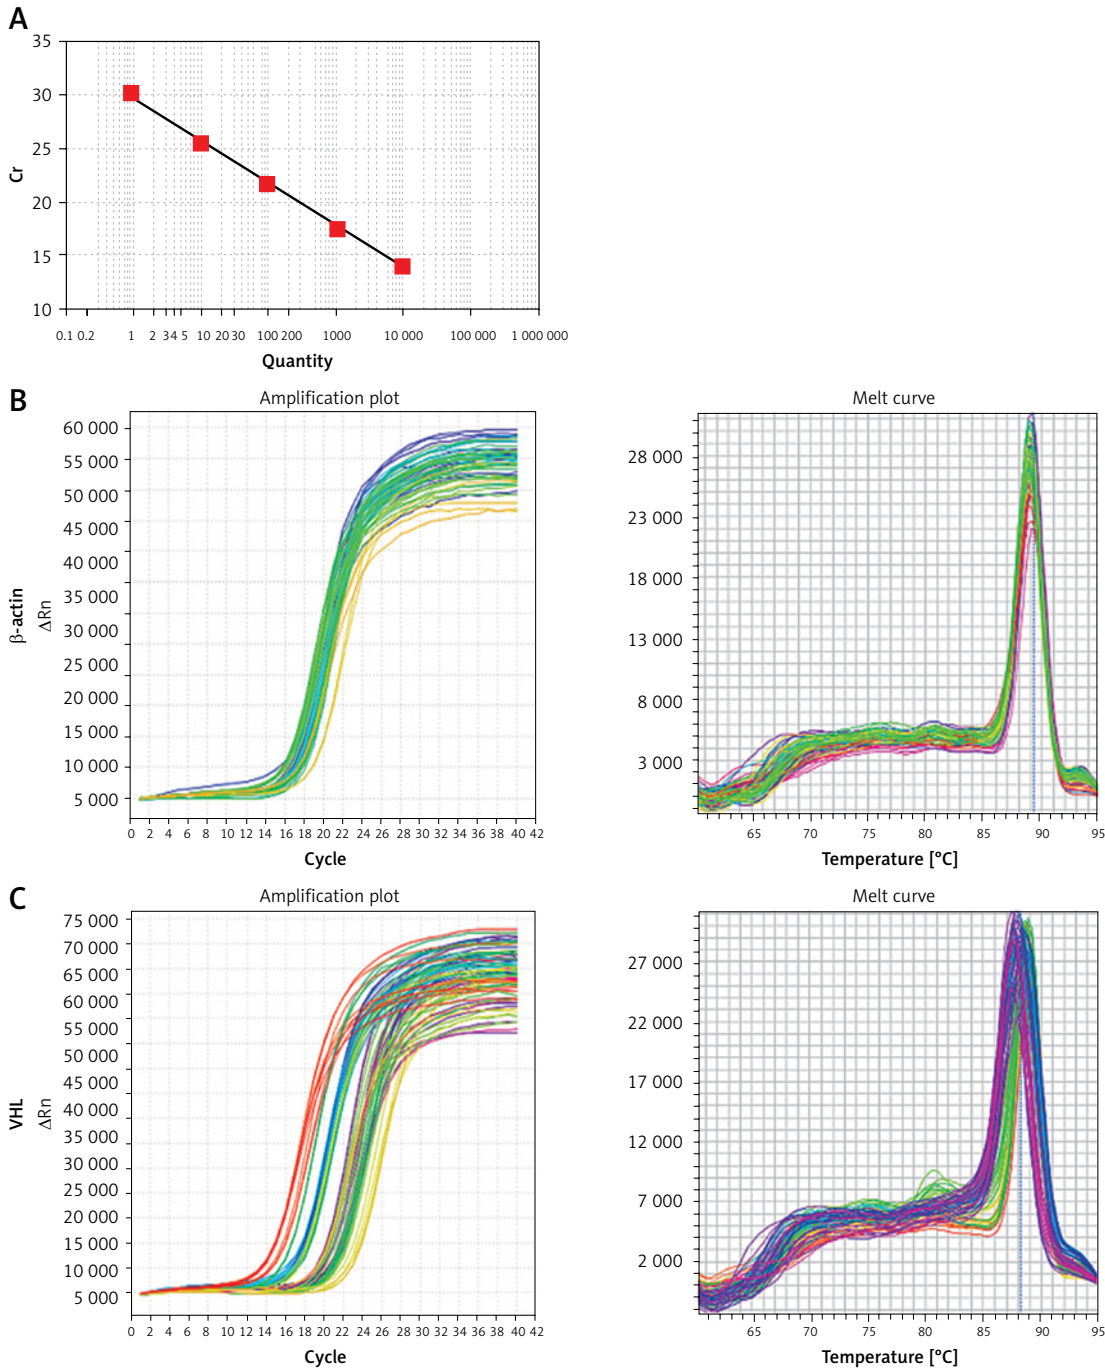 A
35
30
25
20
15
10
Cr
0.1 0.2 1 2 34 5 10 20 30 100 200 1000 10 000 100 000 1 000 000
Quantity
B
Amplification plot
60 000
55 000
50 000
45 000
40 000
35 000
30 000
25 000
20 000
15 000
10 000
5 000
β-actin
ΔRn
0 2 4 6 8 10 12 14 16 18 20 22 24 26 28 30 32 34 36 38 40 42
Cycle
Melt curve
28 000
23 000
18 000
13 000
8 000
3 000
65 70 75 80 85 90 95
Temperature [°C]
C
Amplification plot
75 000
70 000
65 000
60 000
55 000
50 000
45 000
40 000
35 000
30 000
25 000
20 000
15 000
10 000
5 000
VHL
ΔRn
0 2 4 6 8 10 12 14 16 18 20 22 24 26 28 30 32 34 36 38 40 42
Cycle
Melt curve
27 000
22 000
17 000
12 000
7 000
2 000
65 70 75 80 85 90 95
Temperature [°C]